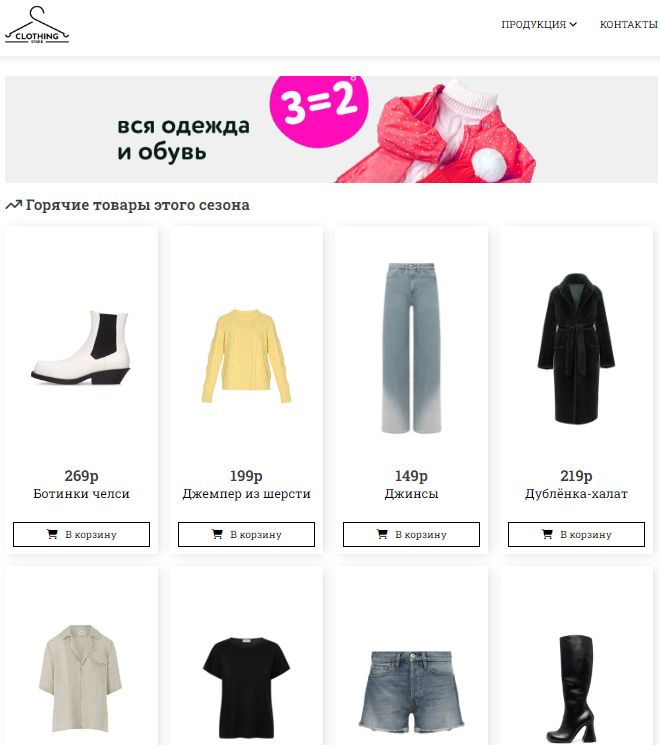 CLOTHING
STORE
ПРОДУКЦИЯ
КОНТАКТЫ
3=2
вся одежда
и обувь
Горячие товары этого сезона
269р
Ботинки челси
В корзину
199р
Джемпер из шерсти
В корзину
149р
Джинсы
В корзину
219р
Дублёнка-халат
В корзину